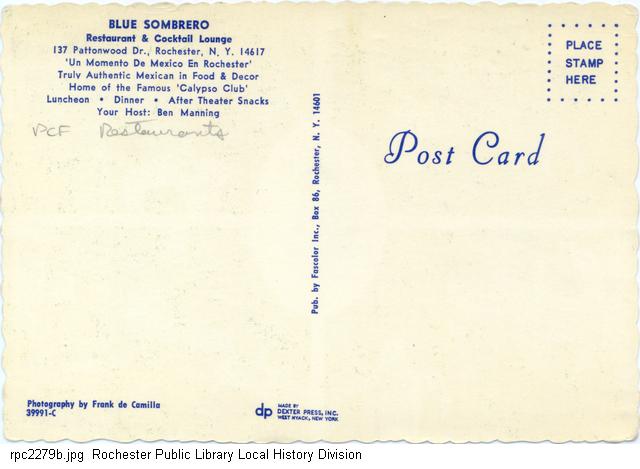 BLUE SOMBRERO
Restaurant & Cocktail Lounge
137 Pattonwood Dr., Rochester, N. Y. 14617
'Un Momento De Mexico En Rochester'
Truly Authentic Mexican in Food & Decor
Home of the Famous 'Calypso Club'
Luncheon • Dinner • After Theater Snacks
Your Host: Ben Manning
PCF Restaurants
Photography by Frank de Camilla
39991-C
Pub. by Fascolor Inc., Box 86, Rochester, N. Y. 14601
dp
MADE BY
DEXTER PRESS, INC.
WEST NYACK, NEW YORK
PLACE
STAMP
HERE
Post Card
rpc2279b.jpg Rochester Public Library Local History Division